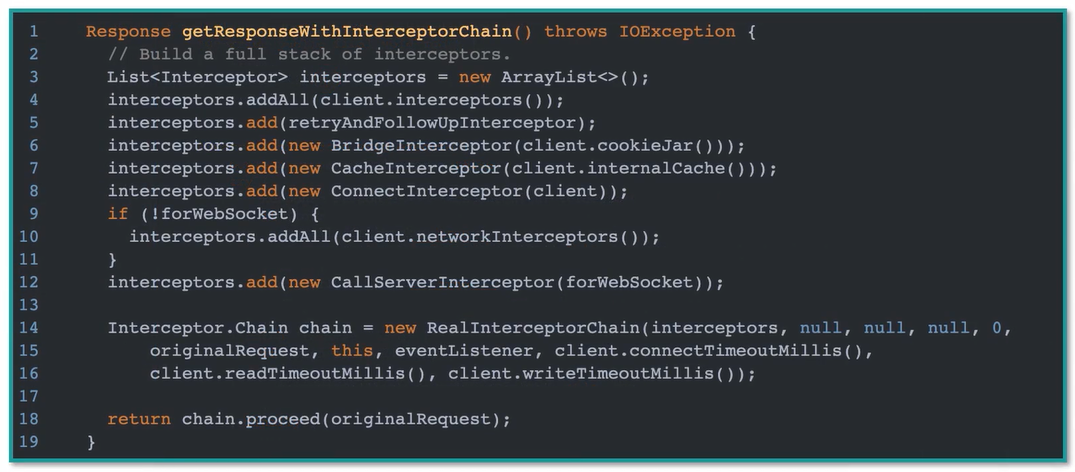 1 Response getResponseWithInterceptorChain() throws IOException {
2 // Build a full stack of interceptors.
3 List<Interceptor> interceptors = new ArrayList<>();
4 interceptors.addAll(client.interceptors());
5 interceptors.add(retryAndFollowUpInterceptor);
6 interceptors.add(new BridgeInterceptor(client.cookieJar()));
7 interceptors.add(new CacheInterceptor(client.internalCache()));
8 interceptors.add(new ConnectInterceptor(client));
9 if (!forWebSocket) {
10 interceptors.addAll(client.networkInterceptors());
11 }
12 interceptors.add(new CallServerInterceptor(forWebSocket));
13
14 Interceptor.Chain chain = new RealInterceptorChain(interceptors, null, null, null, 0,
15 originalRequest, this, eventListener, client.connectTimeoutMillis(),
16 client.readTimeoutMillis(), client.writeTimeoutMillis());
17
18 return chain.proceed(originalRequest);
19 }